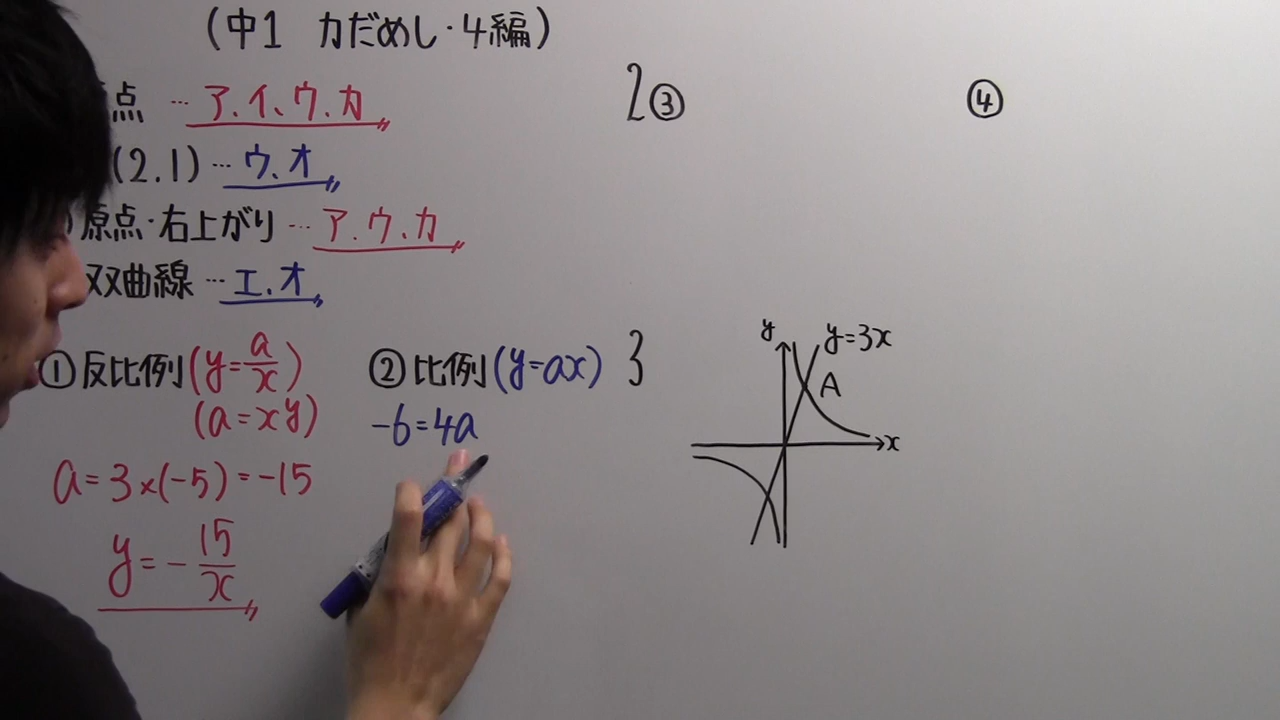 (中1 力だめし・4編)
点 … ア.イ、ウ.カ
(2.1) … ウ.オ
原点・右上がり … ア.ウ.カ
双曲線 … エ.オ
① 反比例 (y=a/x)
(a=xy)
a=3×(-5)=-15
y=-15/x
② 比例 (y=ax)
-6=4a
2 ③
④
3
y
y=3x
A
x